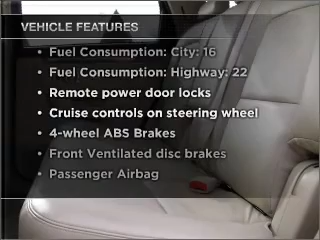 VEHICLE FEATURES
• Fuel Consumption: City: 16
• Fuel Consumption: Highway: 22
• Remote power door locks
• Cruise controls on steering wheel
• 4-wheel ABS Brakes
• Front Ventilated disc brakes
• Passenger Airbag